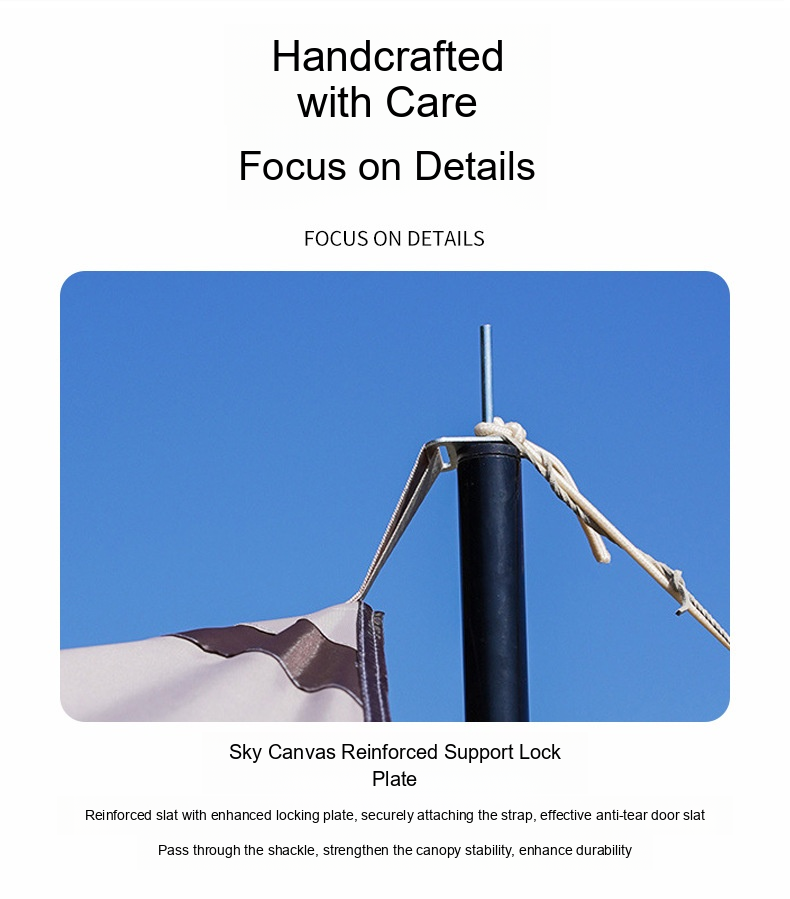 Handcrafted
with Care
Focus on Details
FOCUS ON DETAILS
Sky Canvas Reinforced Support Lock
Plate
Reinforced slat with enhanced locking plate, securely attaching the strap, effective anti-tear door slat
Pass through the shackle, strengthen the canopy stability, enhance durability